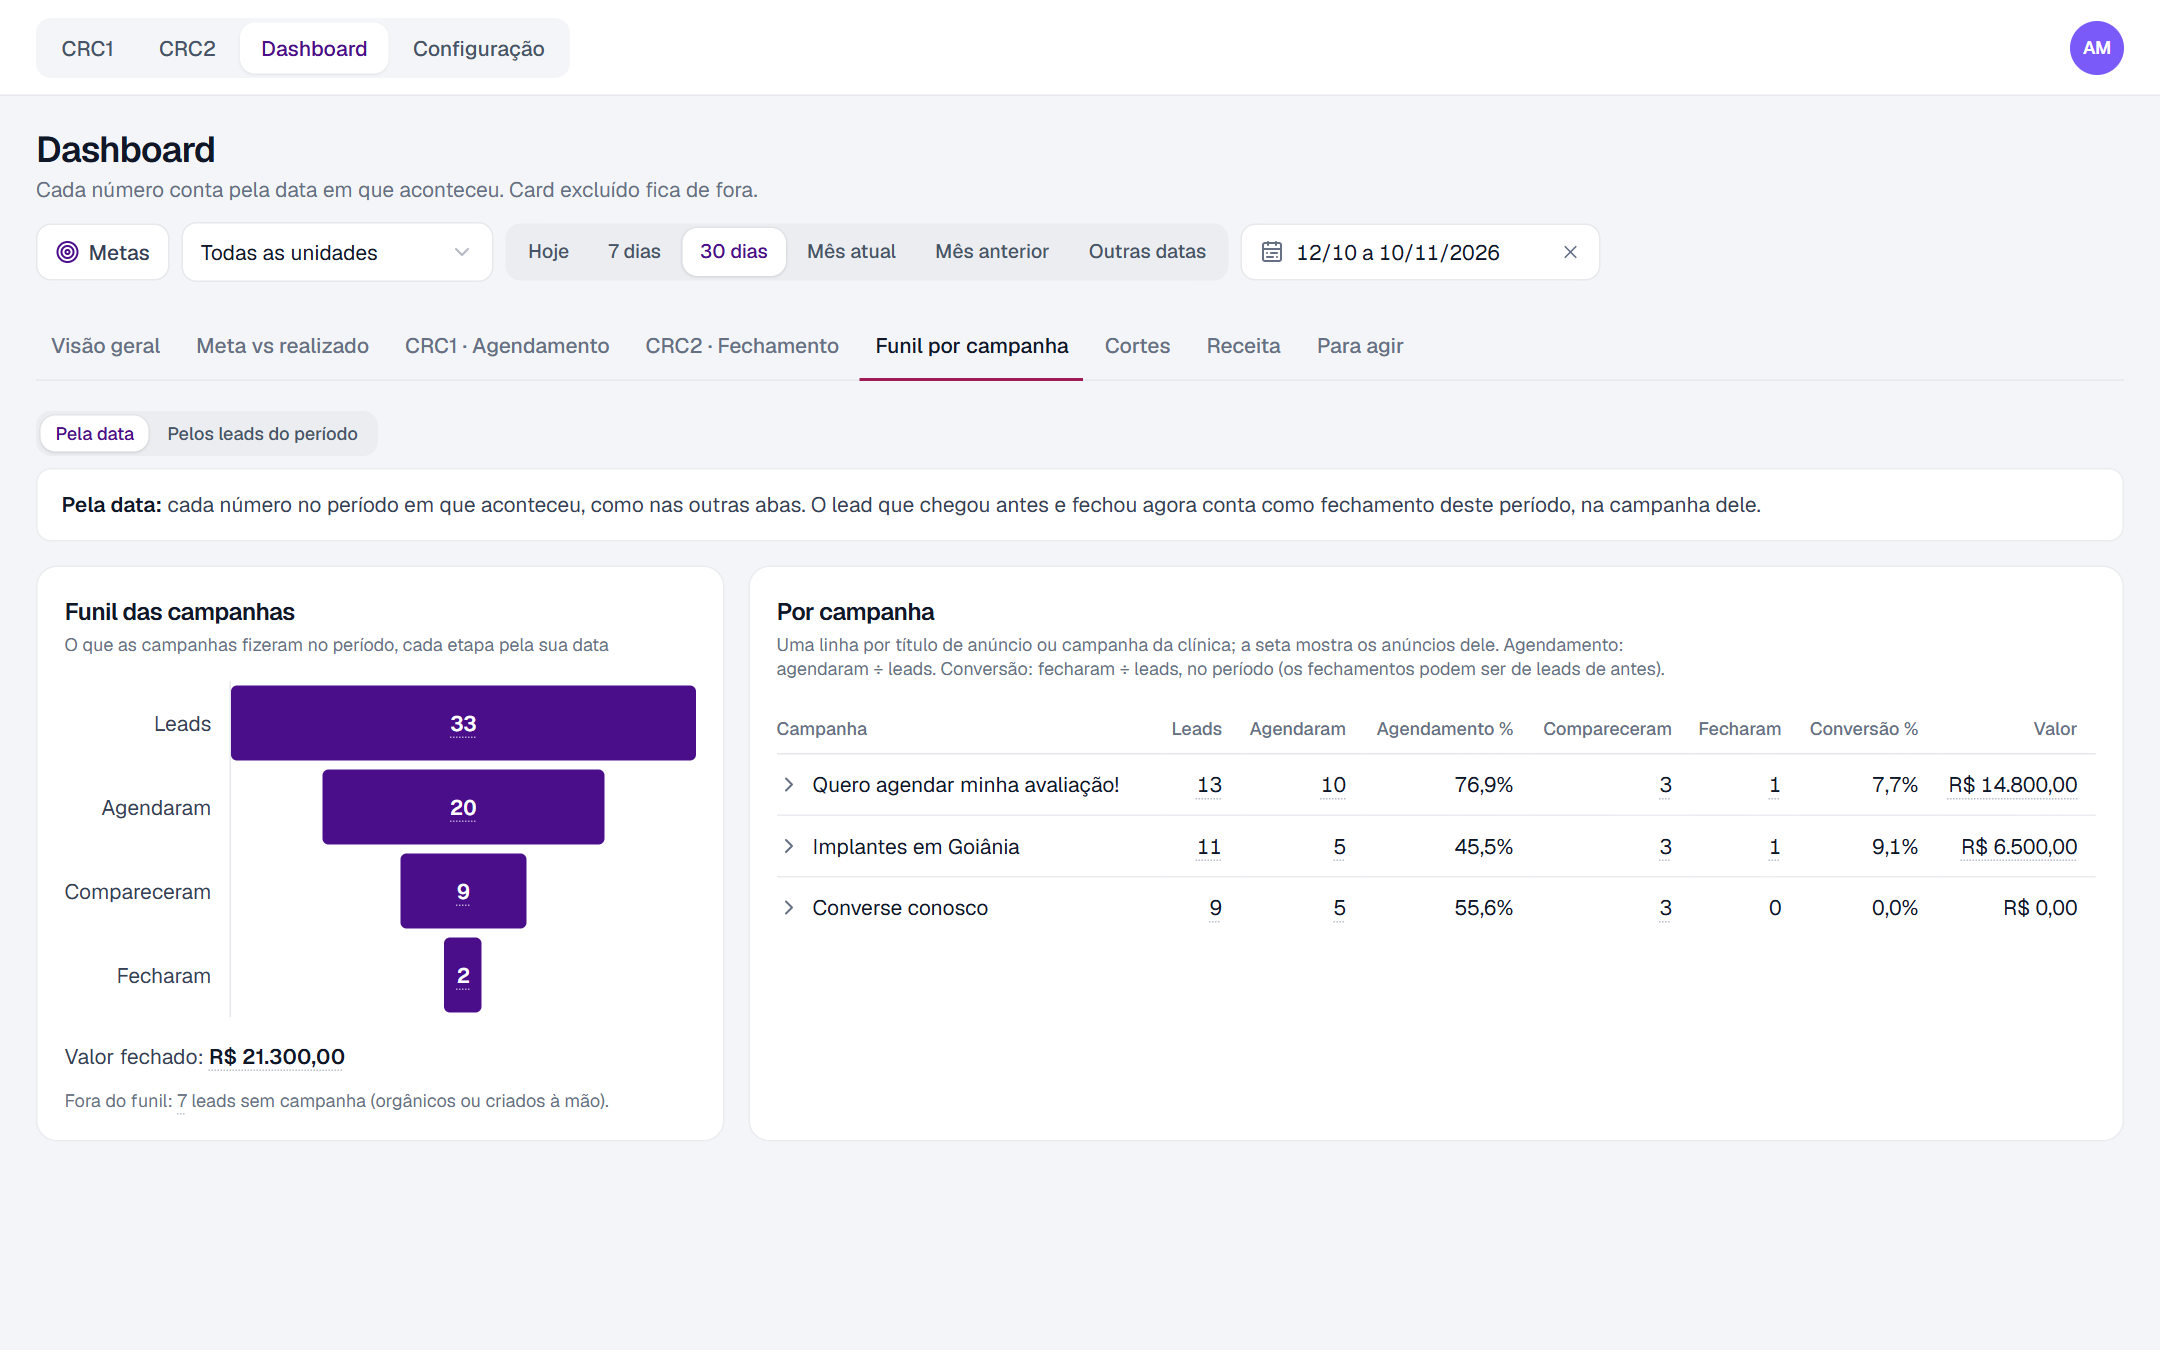 CRC1 CRC2 Dashboard Configuração AM
Dashboard
Cada número conta pela data em que aconteceu. Card excluído fica de fora.
Metas Todas as unidades Hoje 7 dias 30 dias Mês atual Mês anterior Outras datas 12/10 a 10/11/2026
Visão geral Meta vs realizado CRC1 · Agendamento CRC2 · Fechamento Funil por campanha Cortes Receita Para agir
Pela data Pelos leads do período
Pela data: cada número no período em que aconteceu, como nas outras abas. O lead que chegou antes e fechou agora conta como fechamento deste período, na campanha dele.
Funil das campanhas
O que as campanhas fizeram no período, cada etapa pela sua data
Leads 33
Agendaram 20
Compareceram 9
Fecharam 2
Valor fechado: R$ 21.300,00
Fora do funil: 7 leads sem campanha (orgânicos ou criados à mão).
Por campanha
Uma linha por título de anúncio ou campanha da clínica; a seta mostra os anúncios dele. Agendamento:
agendaram ÷ leads. Conversão: fecharam ÷ leads, no período (os fechamentos podem ser de leads de antes).
Campanha Leads Agendaram Agendamento % Compareceram Fecharam Conversão % Valor
Quero agendar minha avaliação! 13 10 76,9% 3 1 7,7% R$ 14.800,00
Implantes em Goiânia 11 5 45,5% 3 1 9,1% R$ 6.500,00
Converse conosco 9 5 55,6% 3 0 0,0% R$ 0,00